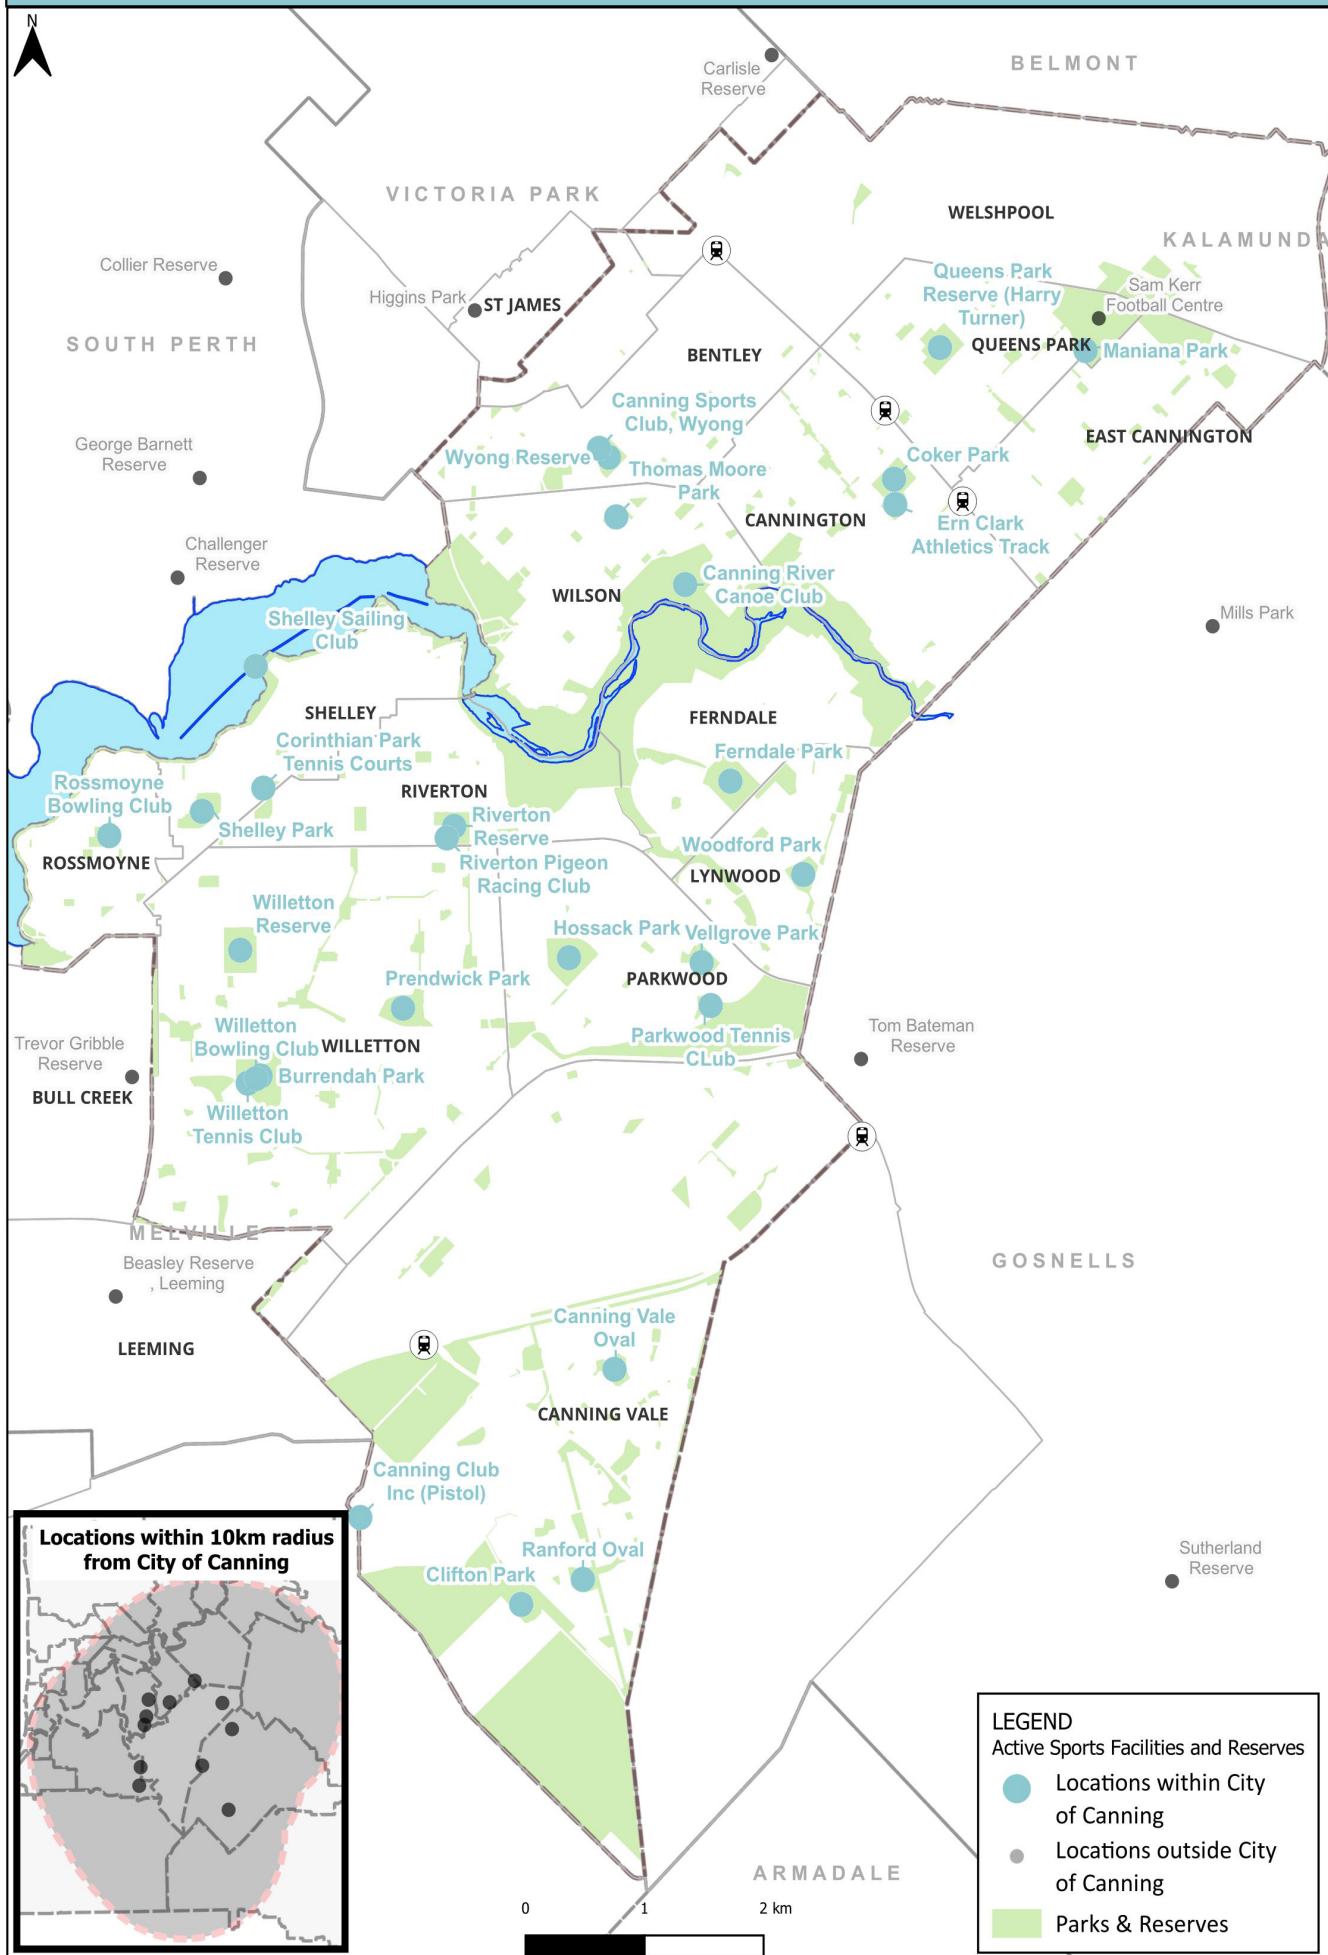 N
BELMONT
Carlisle
Reserve
VICTORIA PARK
WELSHPOOL
KALAMUNDA
Collier Reserve
Higgins Park
ST JAMES
Queens Park
Reserve (Harry
Turner)
Sam Kerr
Football Centre
SOUTH PERTH
BENTLEY
QUEENS PARK
Maniana Park
Canning Sports
Club, Wyong
George Barnett
Reserve
Wyong Reserve
EAST CANNINGTON
Thomas Moore
Park
Coker Park
CANNINGTON
Ern Clark
Athletics Track
Challenger
Reserve
Canning River
Canoe Club
WILSON
Mills Park
Shelley Sailing
Club
SHELLEY
FERNDALE
Corinthian Park
Tennis Courts
Ferndale Park
Rossmoyne
Bowling Club
RIVERTON
Riverton
Reserve
Shelley Park
Woodford Park
ROSSMOYNE
Riverton Pigeon
Racing Club
LYNWOOD
Willetton
Reserve
Hossack Park
Vellgrove Park
Prendwick Park
PARKWOOD
Willetton
Bowling Club
WILLETTON
Parkwood Tennis
CLub
Tom Bateman
Reserve
Trevor Gribble
Reserve
Burrendah Park
BULL CREEK
Willetton
Tennis Club
MELVILLE
Beasley Reserve
, Leeming
GOSNELLS
LEEMING
Canning Vale
Oval
CANNING VALE
Canning Club
Inc (Pistol)
Ranford Oval
Clifton Park
Sutherland
Reserve
Locations within 10km radius
from City of Canning
ARMADALE
0 1 2 km
LEGEND
Active Sports Facilities and Reserves
Locations within City
of Canning
Locations outside City
of Canning
Parks & Reserves